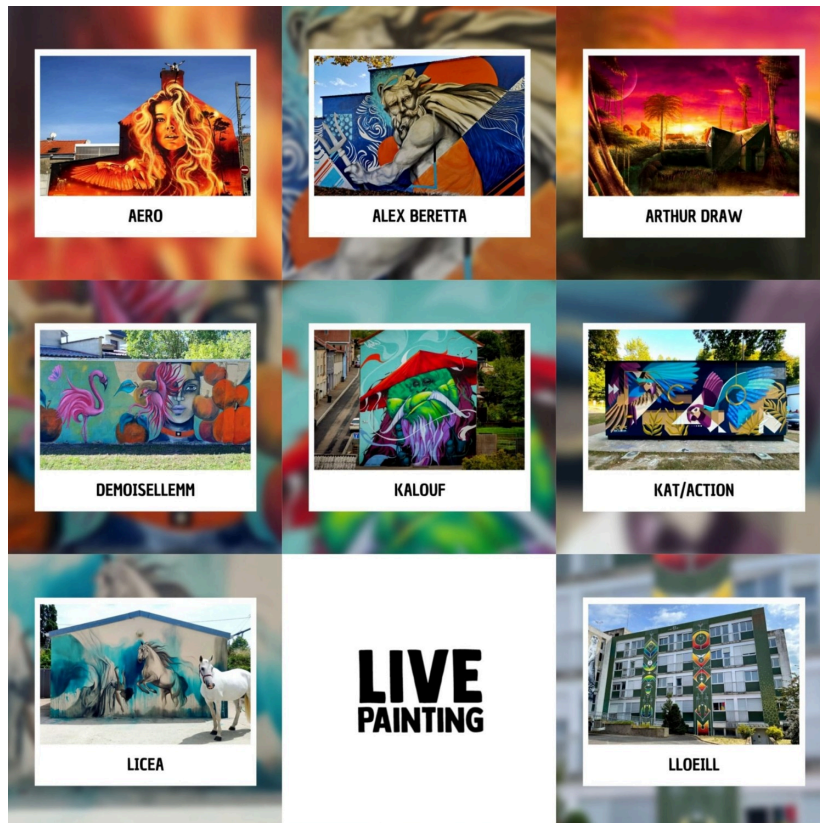 AERO
ALEX BERETTA
ARTHUR DRAW
DEMOISELLEMM
KALOUF
KAT/ACTION
LICEA
LIVE
PAINTING
LLOEILL